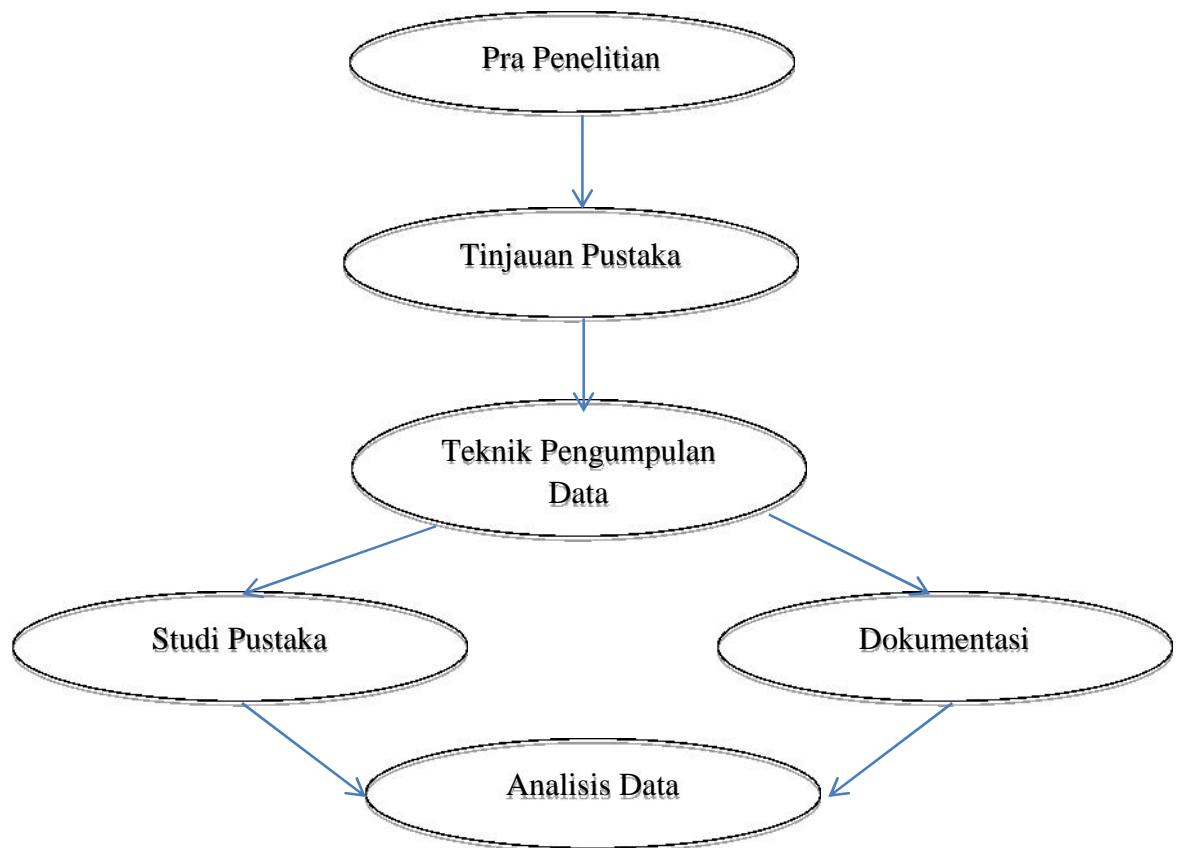 Pra Penelitian
Tinjauan Pustaka
Teknik Pengumpulan
Data
Studi Pustaka
Dokumentasi
Analisis Data